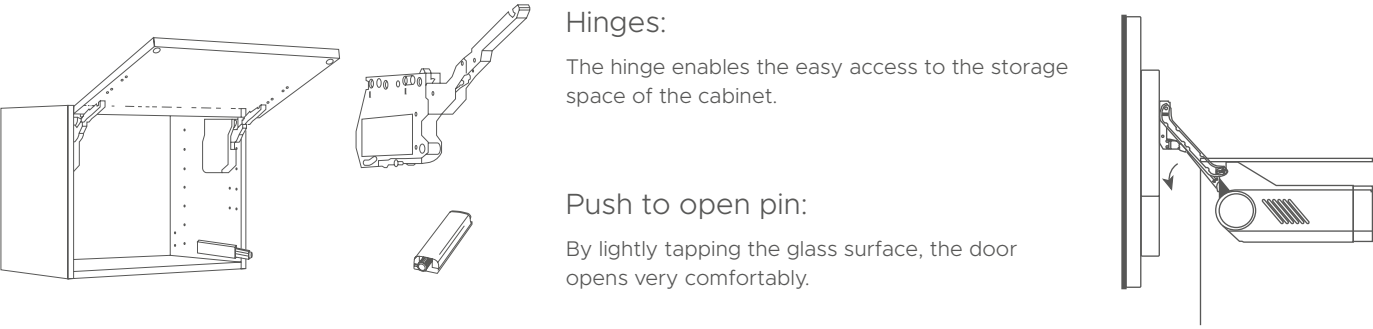 Hinges:
The hinge enables the easy access to the storage
space of the cabinet.
Push to open pin:
By lightly tapping the glass surface, the door
opens very comfortably.